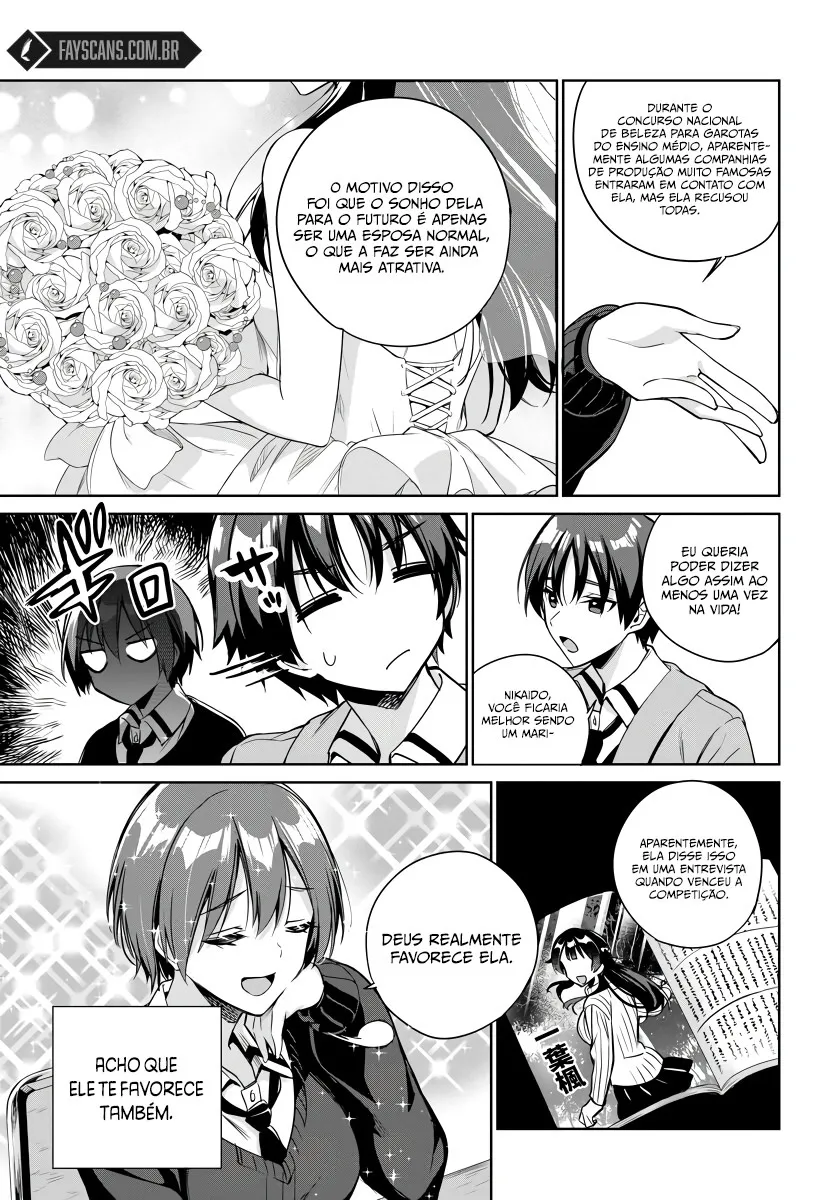 FAYSCANS.COM.BR
DURANTE O
CONCURSO NACIONAL
DE BELEZA PARA GAROTAS
DO ENSINO MÉDIO, APARENTE-
MENTE ALGUMAS COMPANHIAS
DE PRODUÇÃO MUITO FAMOSAS
ENTRARAM EM CONTATO COM
ELA, MAS ELA RECUSOU
TODAS.
O MOTIVO DISSO
FOI QUE O SONHO DELA
PARA O FUTURO É APENAS
SER UMA ESPOSA NORMAL,
O QUE A FAZ SER AINDA
MAIS ATRATIVA.
EU QUERIA
PODER DIZER
ALGO ASSIM AO
MENOS UMA VEZ
NA VIDA!
NIKAIDO,
VOCÊ FICARIA
MELHOR SENDO
UM MARI-
APARENTEMENTE,
ELA DISSE ISSO
EM UMA ENTREVISTA
QUANDO VENCEU A
COMPETIÇÃO.
一葉楓
DEUS REALMENTE
FAVORECE ELA.
ACHO QUE
ELE TE FAVORECE
TAMBÉM.